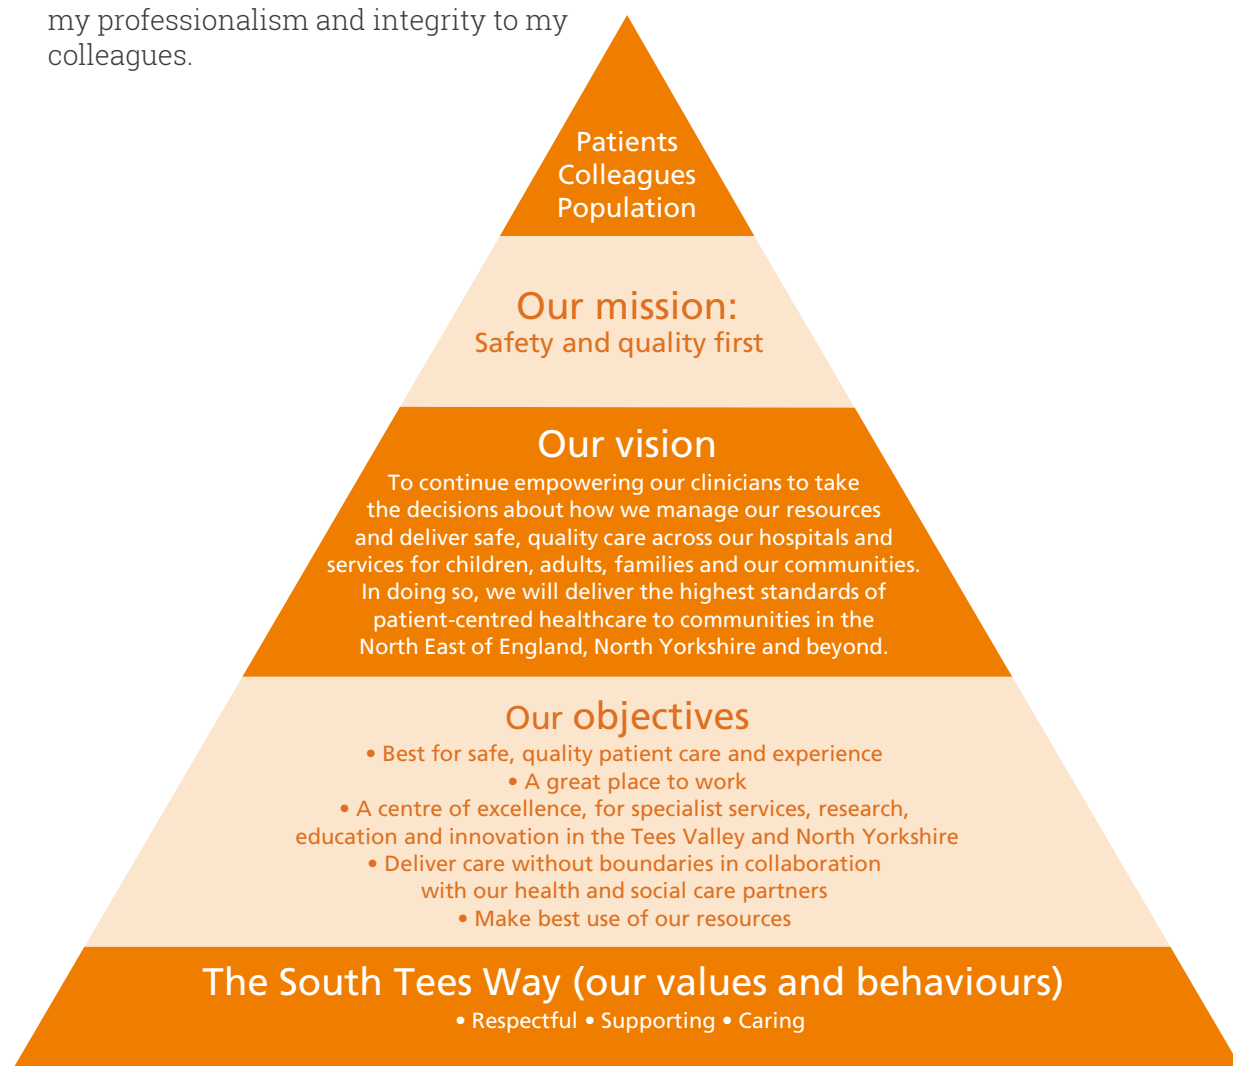 my professionalism and integrity to my
colleagues.
Patients
Colleagues
Population
Our mission:
Safety and quality first
Our vision
To continue empowering our clinicians to take
the decisions about how we manage our resources
and deliver safe, quality care across our hospitals and
services for children, adults, families and our communities.
In doing so, we will deliver the highest standards of
patient-centred healthcare to communities in the
North East of England, North Yorkshire and beyond.
Our objectives
• Best for safe, quality patient care and experience
• A great place to work
• A centre of excellence, for specialist services, research,
education and innovation in the Tees Valley and North Yorkshire
• Deliver care without boundaries in collaboration
with our health and social care partners
• Make best use of our resources
The South Tees Way (our values and behaviours)
• Respectful • Supporting • Caring